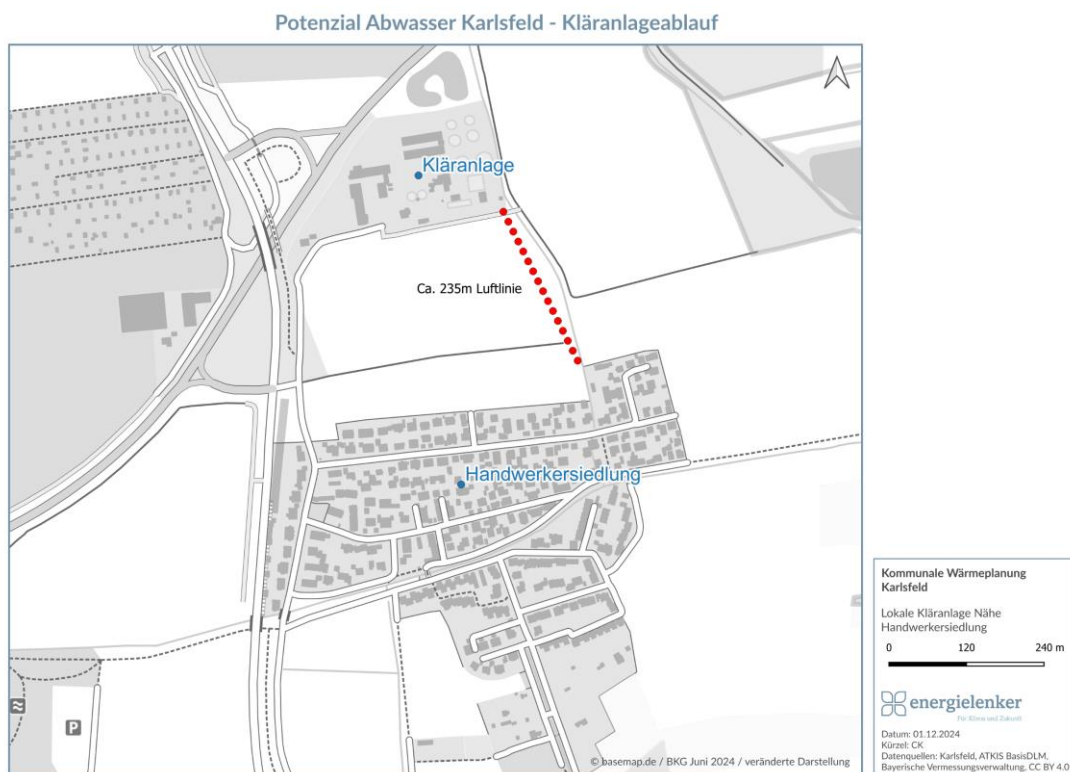 Potenzial Abwasser Karlsfeld - Kläranlageablauf
Kläranlage
Ca. 235m Luftlinie
Handwerkersiedlung
P
© basemap.de / BKG Juni 2024 / veränderte Darstellung
Kommunale Wärmeplanung
Karlsfeld
Lokale Kläranlage Nähe
Handwerkersiedlung
0 120 240 m
energielenker
Für Klima und Zukunft
Datum: 01.12.2024
Kürzel: CK
Datenquellen: Karlsfeld, ATKIS BasisDLM,
Bayerische Vermessungsverwaltung, CC BY 4.0